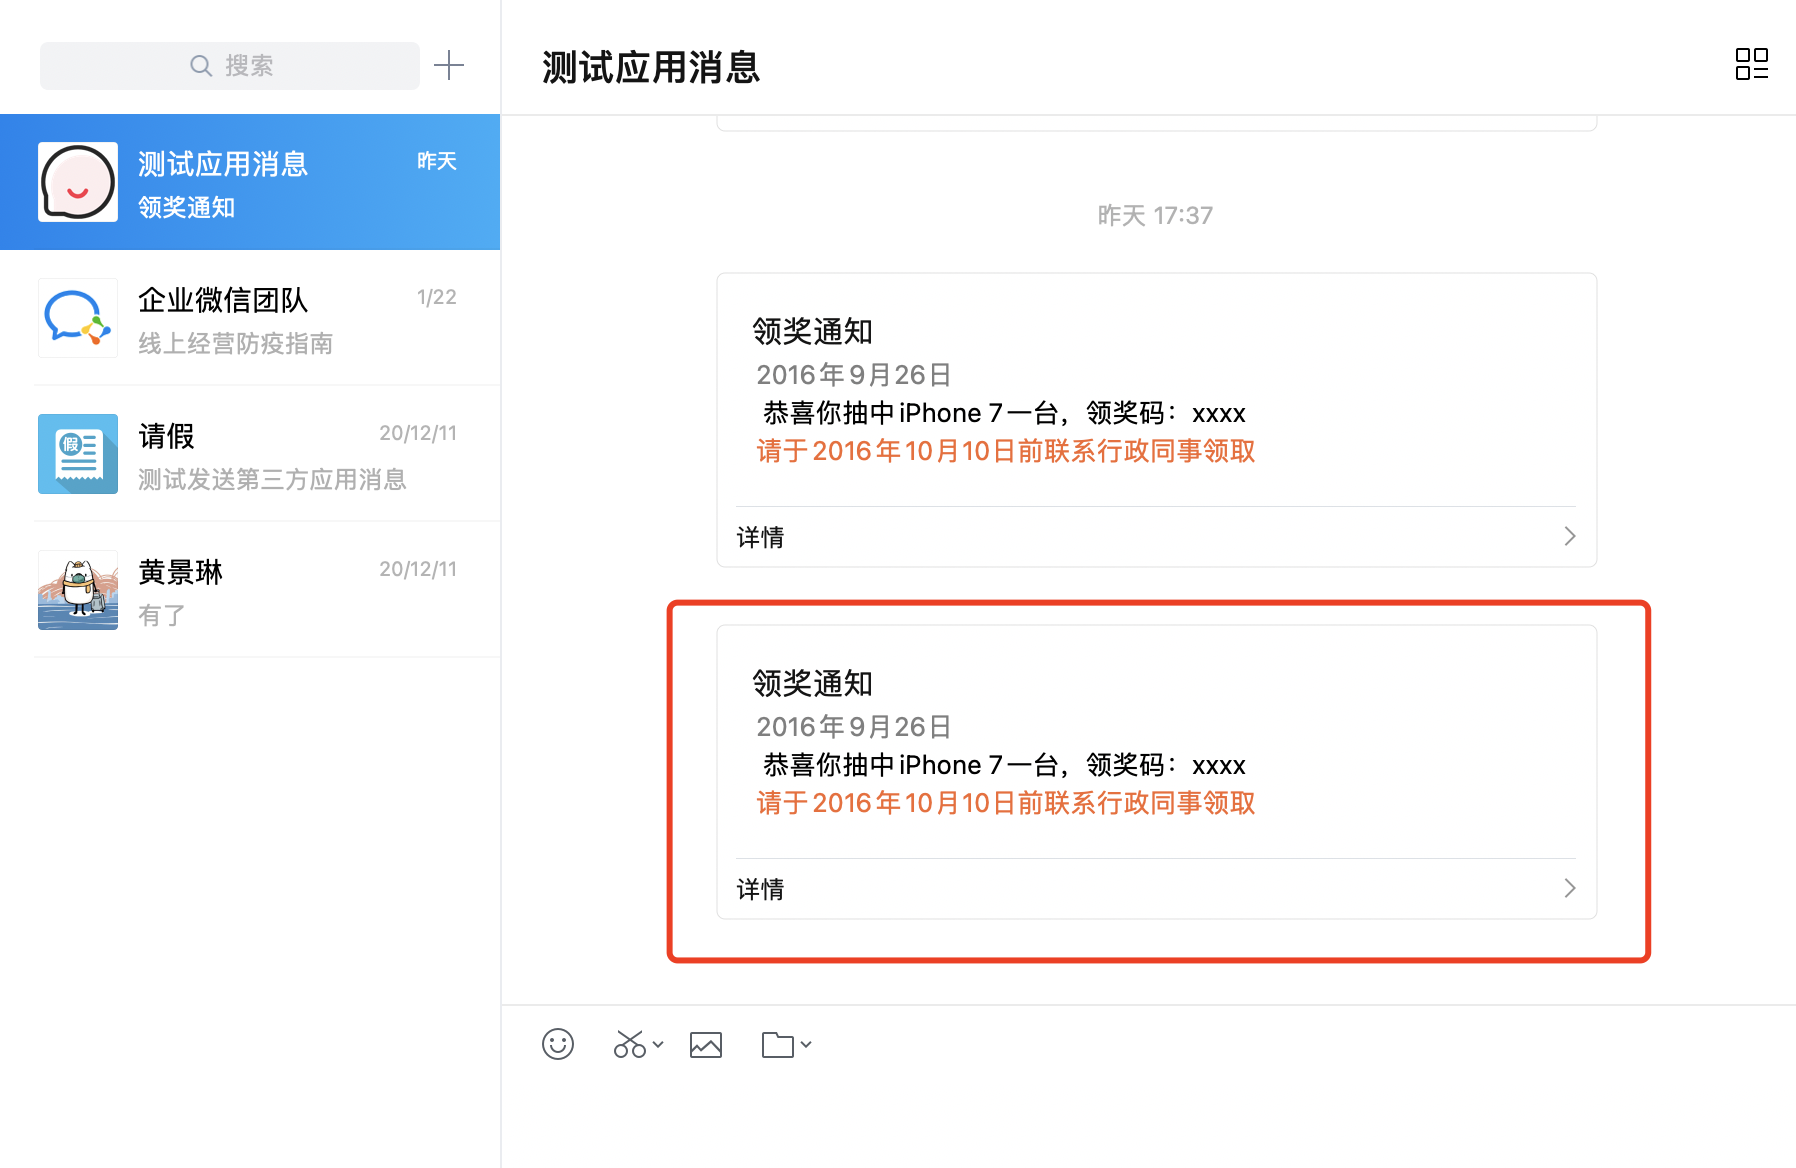 搜索
测试应用消息
昨天
领奖通知
企业微信团队
1/22
线上经营防疫指南
假
请假
20/12/11
测试发送第三方应用消息
黄景琳
20/12/11
有了
测试应用消息
昨天 17:37
领奖通知
2016年9月26日
恭喜你抽中iPhone 7一台，领奖码：xxxx
请于2016年10月10日前联系行政同事领取
详情
领奖通知
2016年9月26日
恭喜你抽中iPhone 7一台，领奖码：xxxx
请于2016年10月10日前联系行政同事领取
详情